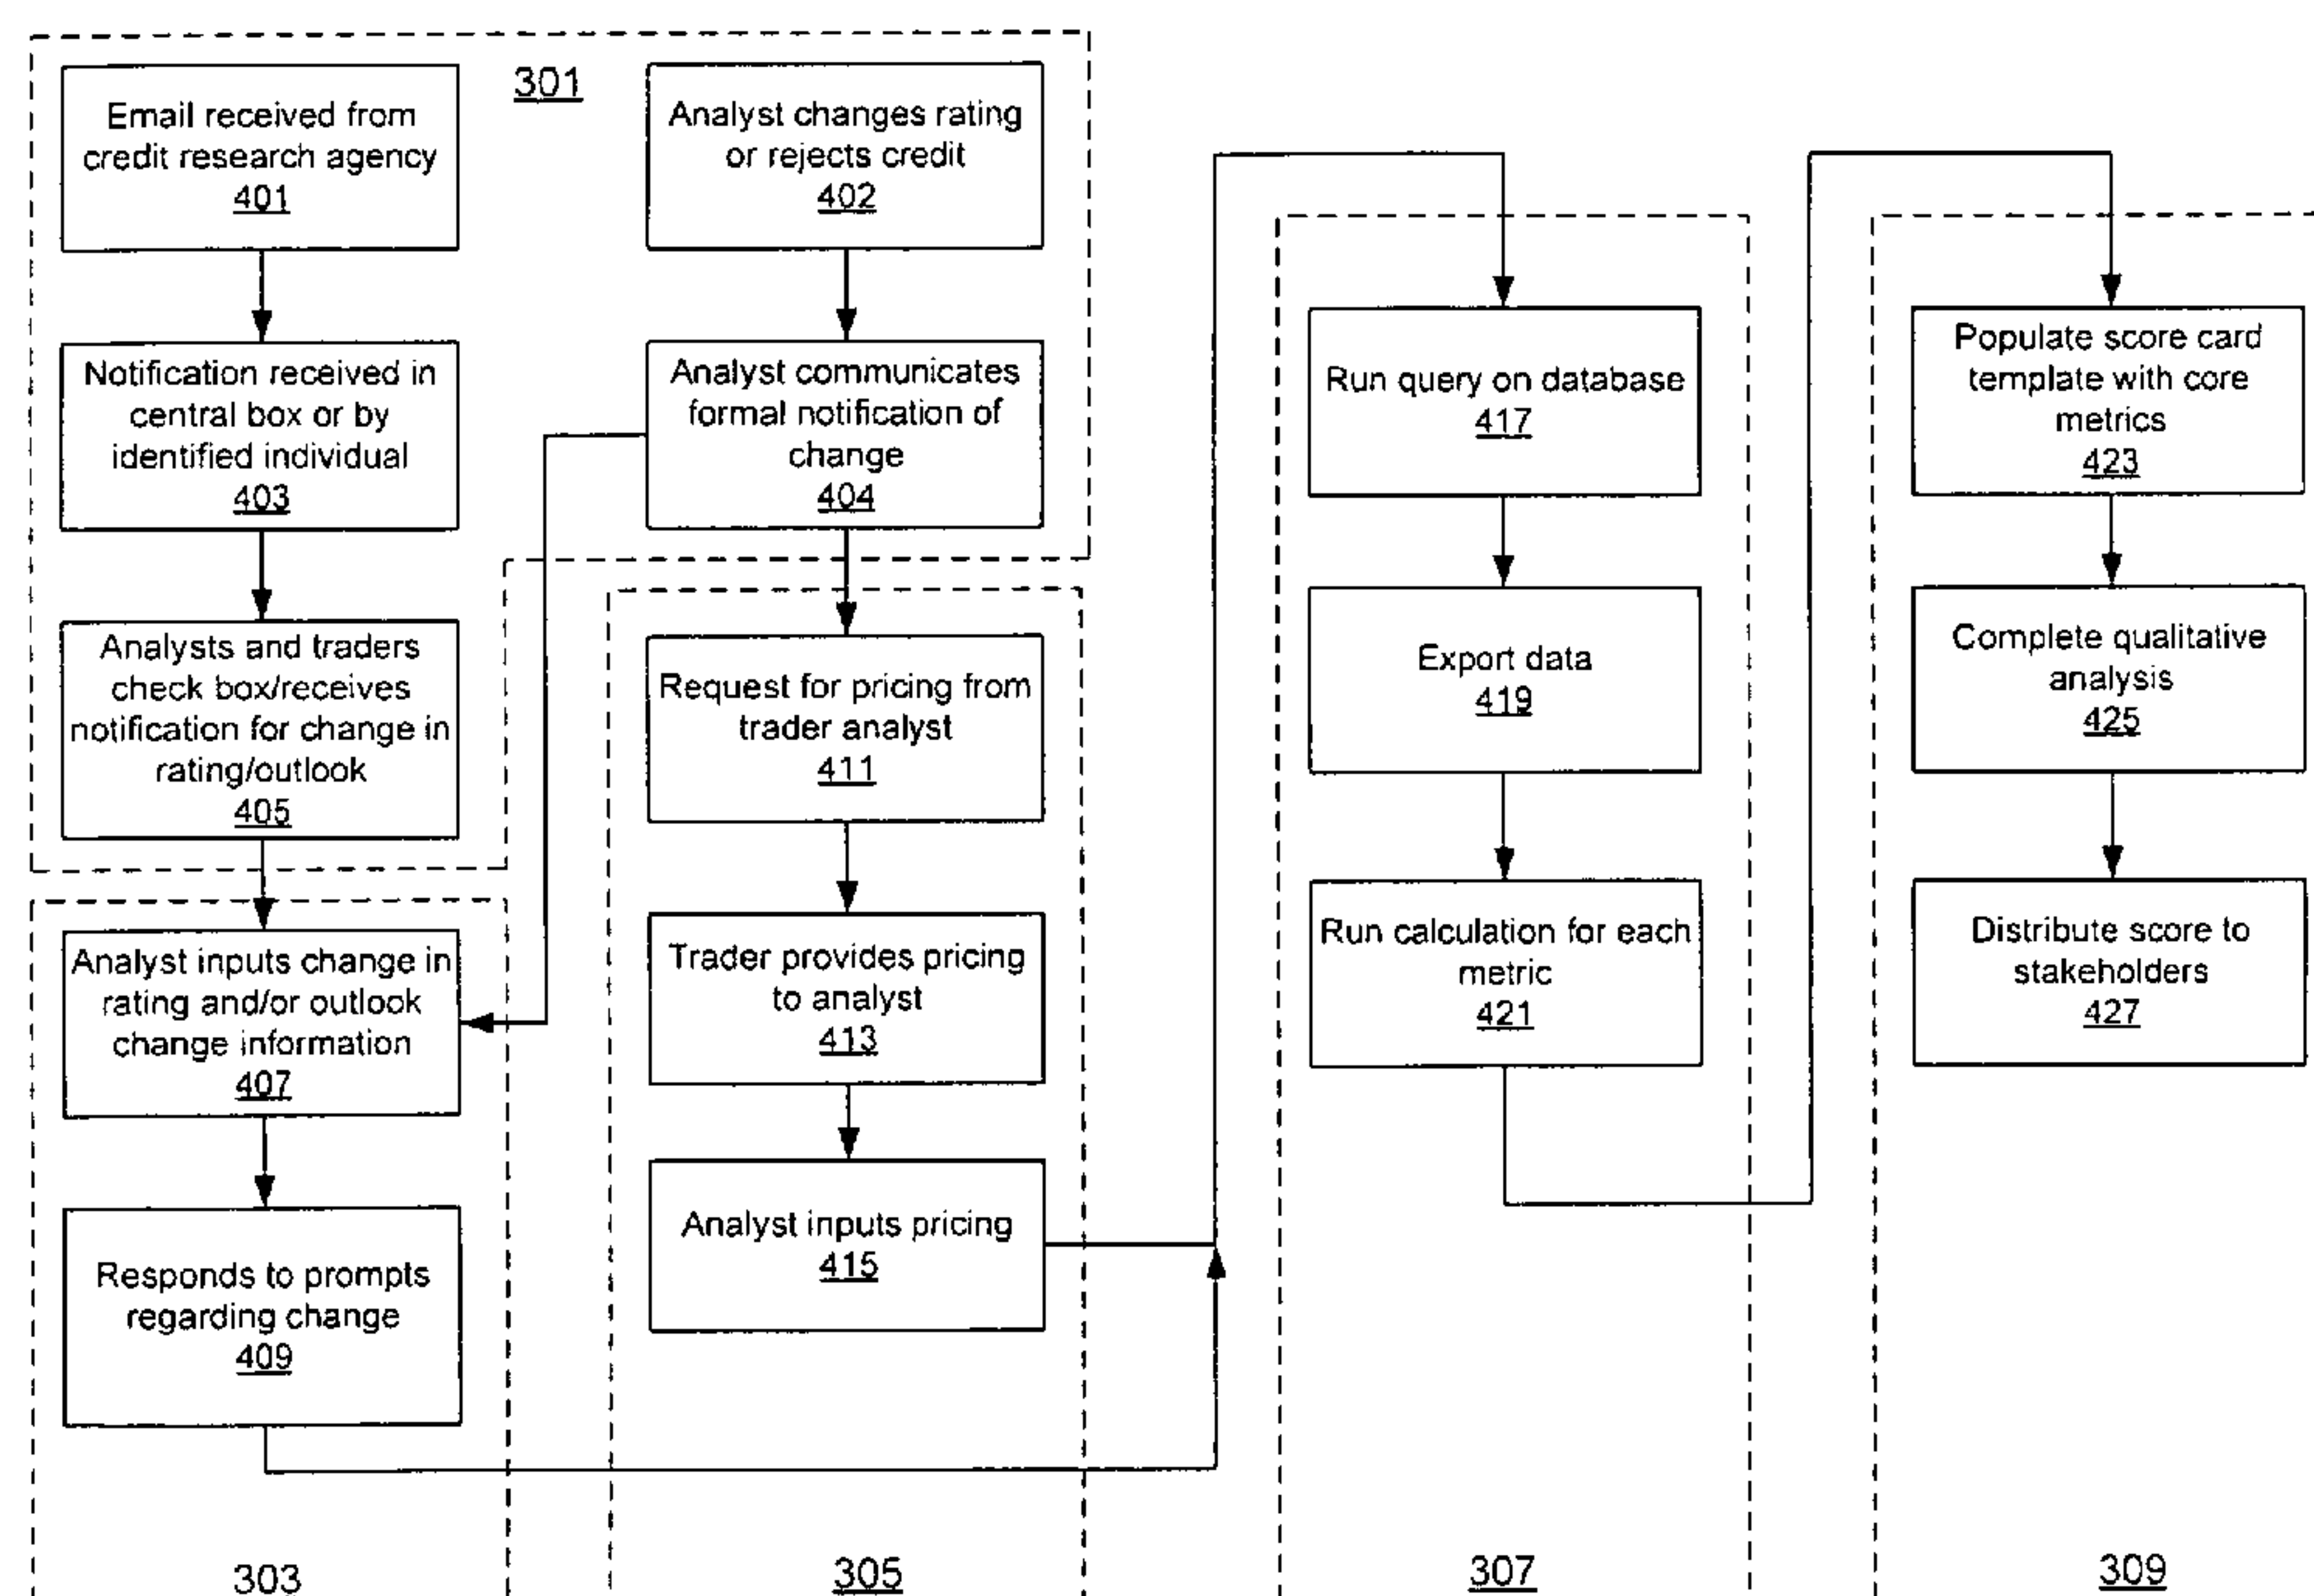 301
Email received from
credit research agency
401
Analyst changes rating
or rejects credit
402
Notification received in
central box or by
identified individual
403
Analyst communicates
formal notification of
change
404
Analysts and traders
check box/receives
notification for change in
rating/outlook
405
Analyst inputs change in
rating and/or outlook
change information
407
Responds to prompts
regarding change
409
303
Request for pricing from
trader analyst
411
Trader provides pricing
to analyst
413
Analyst inputs pricing
415
305
Run query on database
417
Export data
419
Run calculation for each
metric
421
307
Populate score card
template with core
metrics
423
Complete qualitative
analysis
425
Distribute score to
stakeholders
427
309